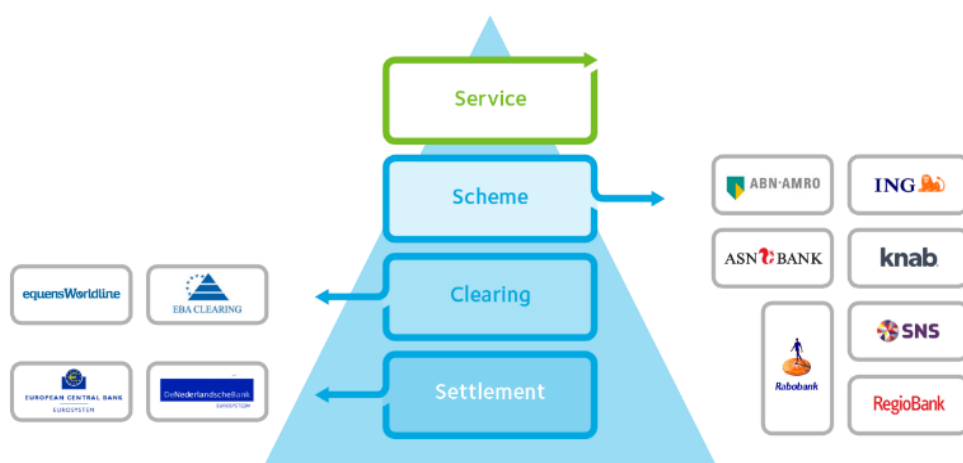 Service
Scheme
Clearing
Settlement
equensWorldline
EBA CLEARING
EUROPEAN CENTRAL BANK
EUROSYSTEM
DeNederlandscheBank
EUROSYSTEEM
ABN·AMRO
ING
ASN BANK
knab.
Rabobank
SNS
RegioBank